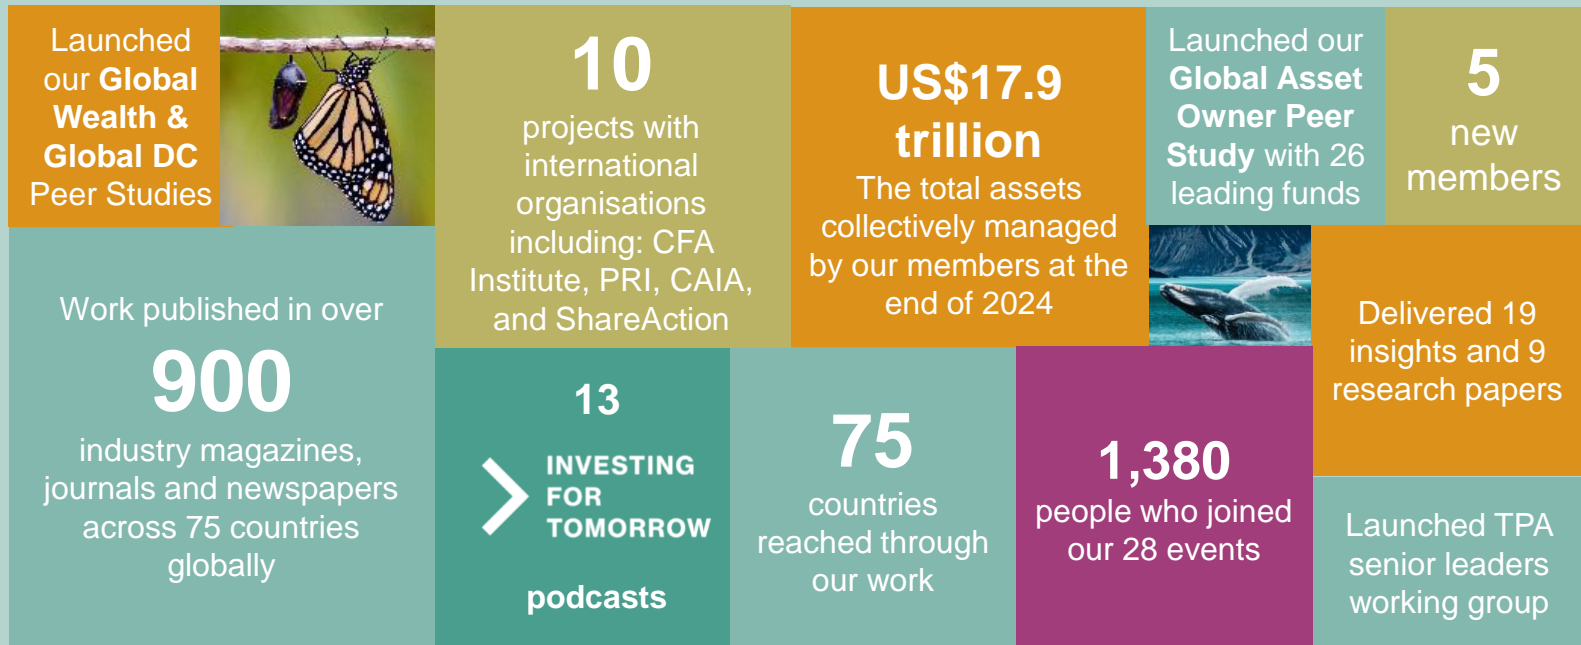 Launched
our Global
Wealth &
Global DC
Peer Studies
10
projects with
international
organisations
including: CFA
Institute, PRI, CAIA,
and ShareAction
US$17.9
trillion
The total assets
collectively managed
by our members at the
end of 2024
Launched our
Global Asset
Owner Peer
Study with 26
leading funds
5
new
members
Work published in over
900
industry magazines,
journals and newspapers
across 75 countries
globally
13
INVESTING
FOR
TOMORROW
podcasts
75
countries
reached through
our work
1,380
people who joined
our 28 events
Delivered 19
insights and 9
research papers
Launched TPA
senior leaders
working group